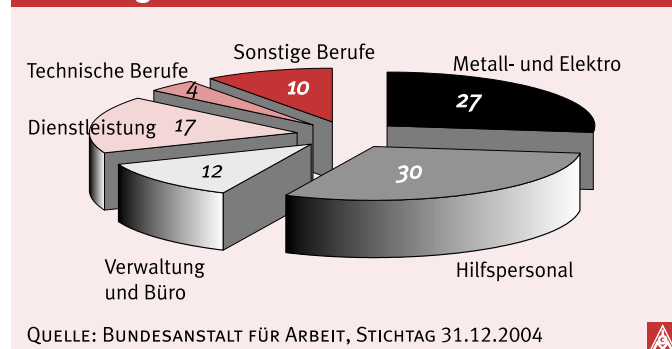 Sonstige Berufe
Technische Berufe
Metall- und Elektro
4
10
27
Dienstleistung 17
12
30
Verwaltung
und Büro
Hilfspersonal
QUELLE: BUNDESANSTALT FÜR ARBEIT, STICHTAG 31.12.2004